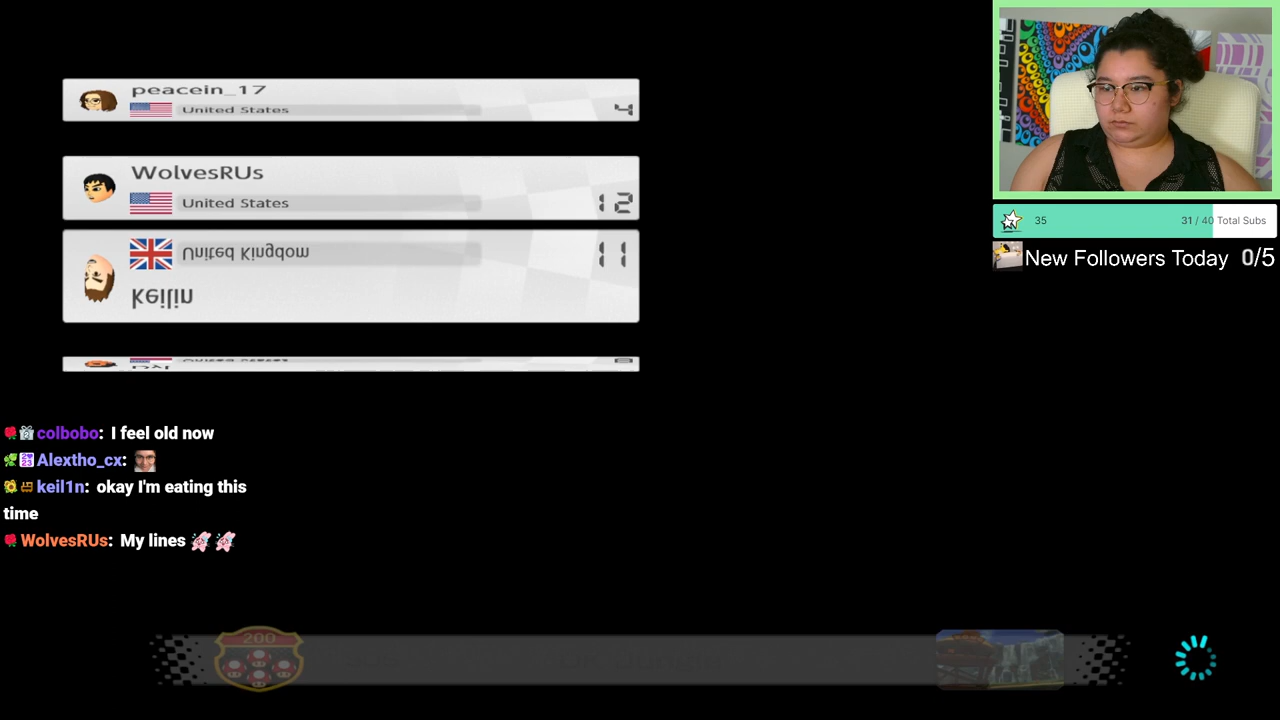 peacein_17
United States 4
WolvesRUs
United States 12
United Kingdom 11
Keilin
35 31 / 40 Total Subs
New Followers Today 0/5
colbobo: I feel old now
Alextho_cx:
keil1n: okay I'm eating this
time
WolvesRUs: My lines
200